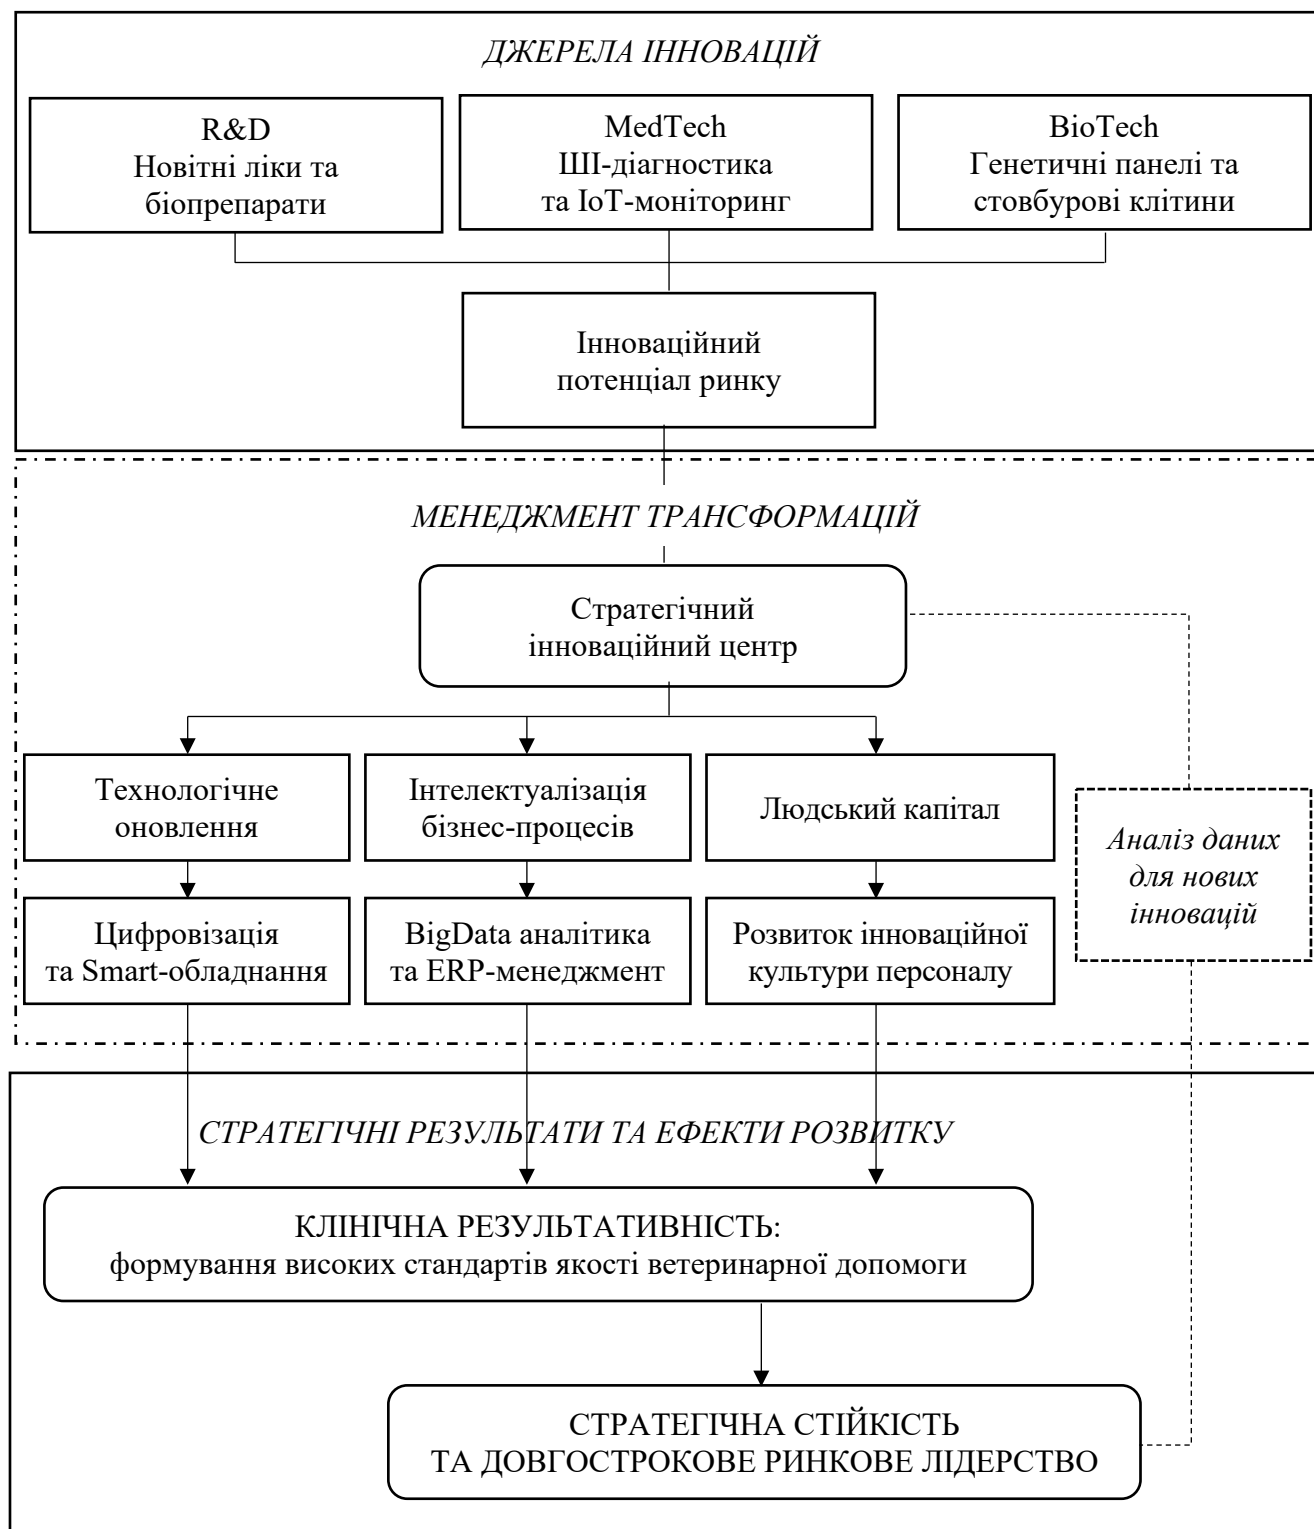 ДЖЕРЕЛА ІННОВАЦІЙ
R&D
Новітні ліки та
біопрепарати
MedTech
ШІ-діагностика
та IoT-моніторинг
BioTech
Генетичні панелі та
стовбурові клітини
Інноваційний
потенціал ринку
МЕНЕДЖМЕНТ ТРАНСФОРМАЦІЙ
Стратегічний
інноваційний центр
Технологічне
оновлення
Інтелектуалізація
бізнес-процесів
Людський капітал
Цифровізація
та Smart-обладнання
BigData аналітика
та ERP-менеджмент
Розвиток інноваційної
культури персоналу
Аналіз даних
для нових
інновацій
СТРАТЕГІЧНІ РЕЗУЛЬТАТИ ТА ЕФЕКТИ РОЗВИТКУ
КЛІНІЧНА РЕЗУЛЬТАТИВНІСТЬ:
формування високих стандартів якості ветеринарної допомоги
СТРАТЕГІЧНА СТІЙКІСТЬ
ТА ДОВГОСТРОКОВЕ РИНКОВЕ ЛІДЕРСТВО